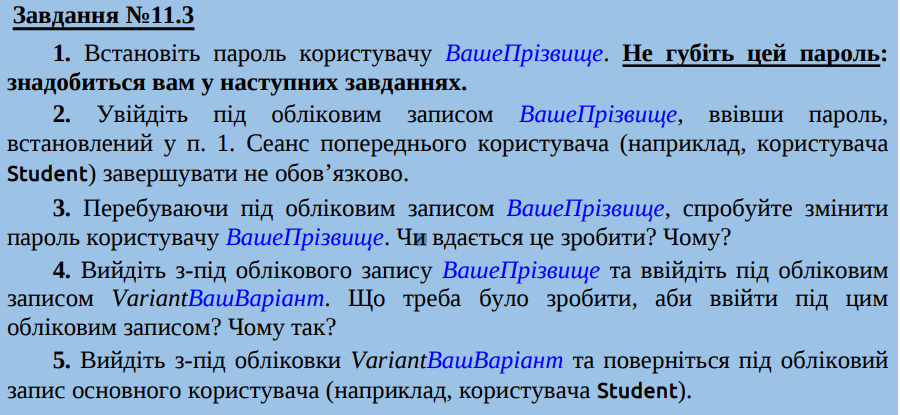 Завдання №11.3
1. Встановіть пароль користувачу ВашеПрізвище. Не губіть цей пароль:
знадобиться вам у наступних завданнях.
2. Увійдіть під обліковим записом ВашеПрізвище, ввівши пароль,
встановлений у п. 1. Сеанс попереднього користувача (наприклад, користувача
Student) завершувати не обов’язково.
3. Перебуваючи під обліковим записом ВашеПрізвище, спробуйте змінити
пароль користувачу ВашеПрізвище. Чи вдається це зробити? Чому?
4. Вийдіть з-під облікового запису ВашеПрізвище та ввійдіть під обліковим
записом VariantВашВаріант. Що треба було зробити, аби ввійти під цим
обліковим записом? Чому так?
5. Вийдіть з-під обліковки VariantВашВаріант та поверніться під обліковий
запис основного користувача (наприклад, користувача Student).